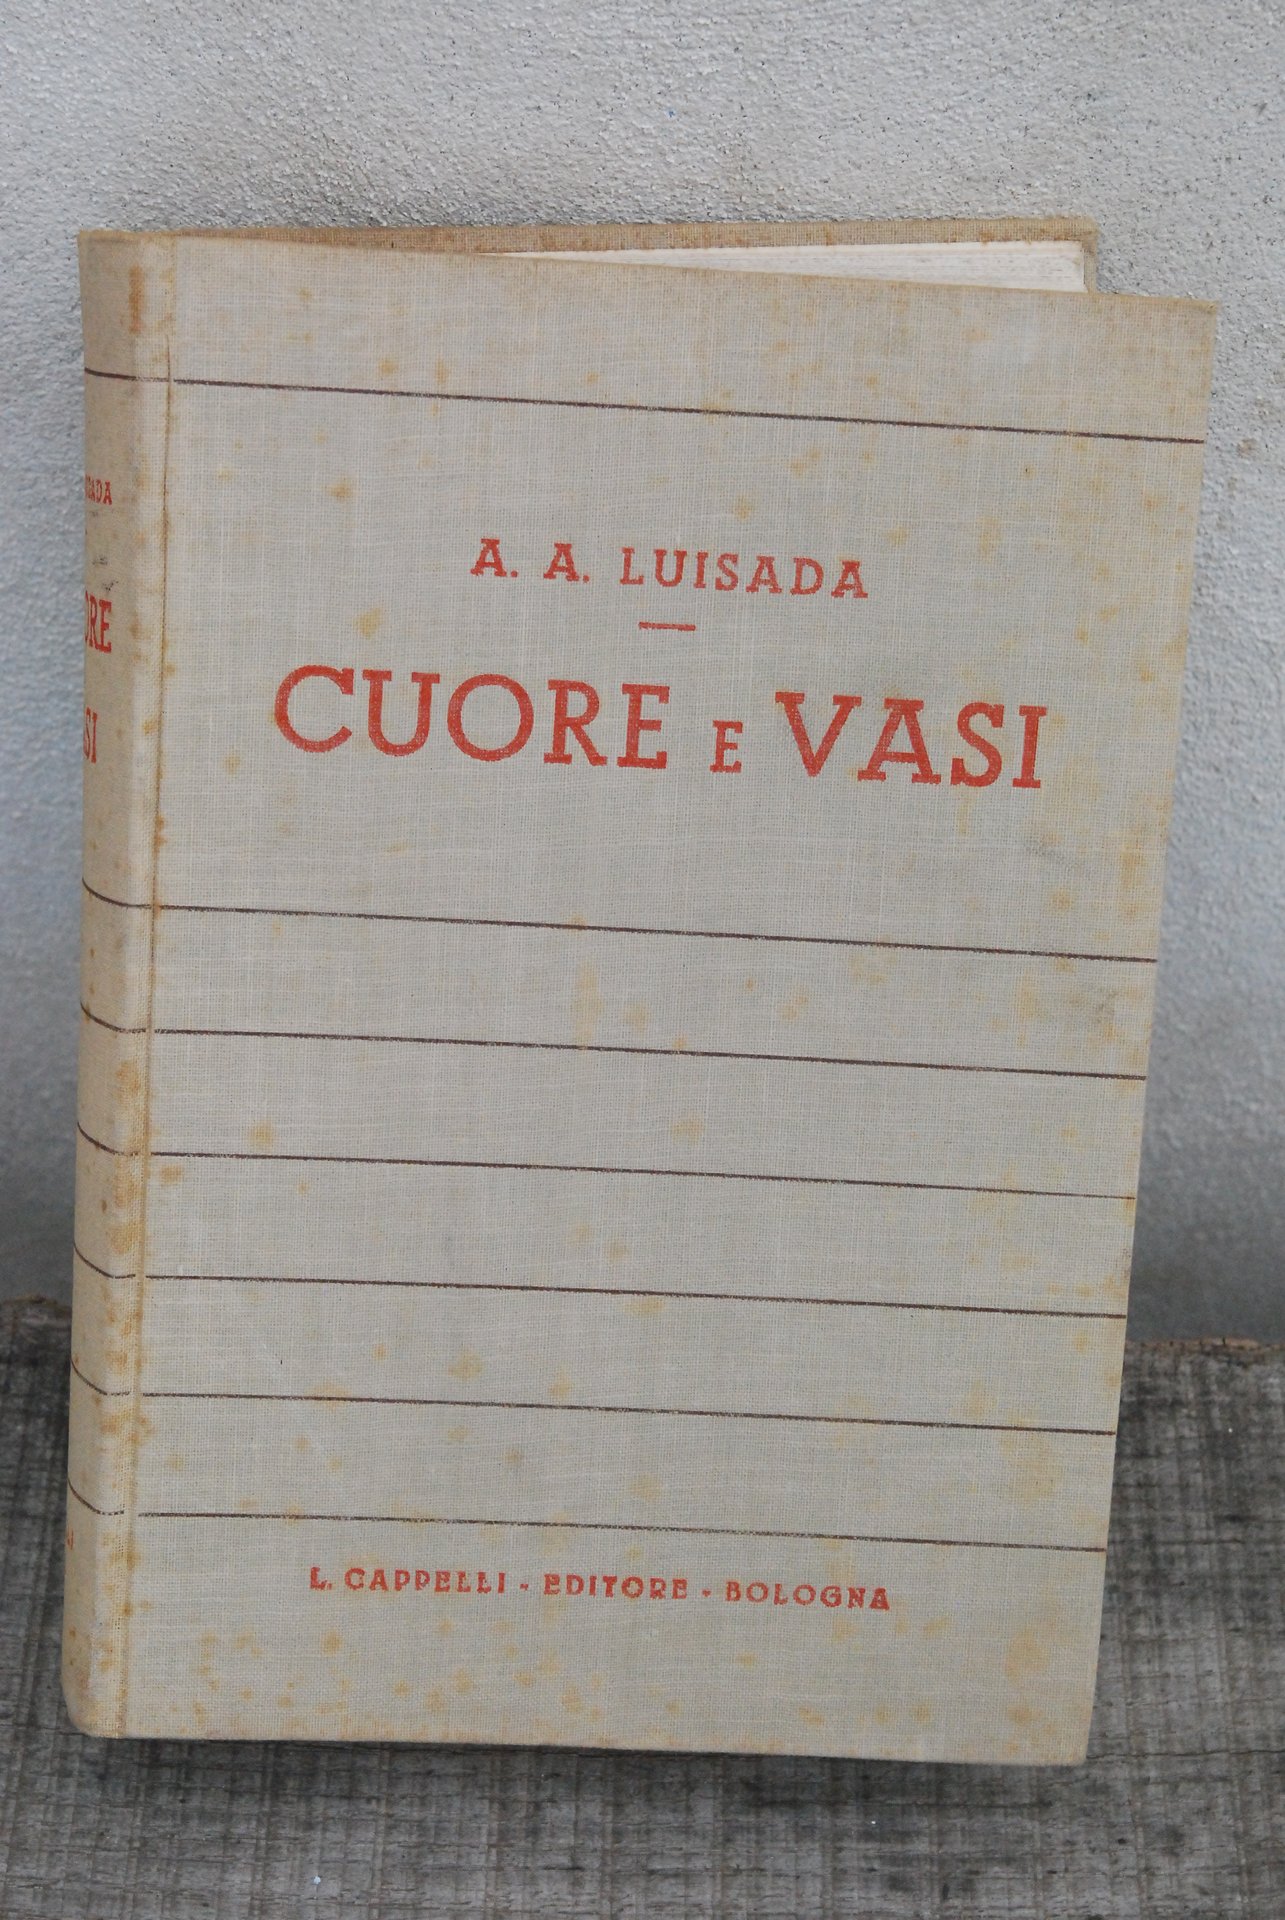 A. A. LUISADA
CUORE E VASI
L. CAPPELLI - EDITORE - BOLOGNA